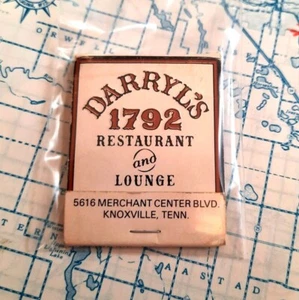 DARRYL'S
1792
RESTAURANT
and
LOUNGE
5616 MERCHANT CENTER BLVD.
KNOXVILLE, TENN.